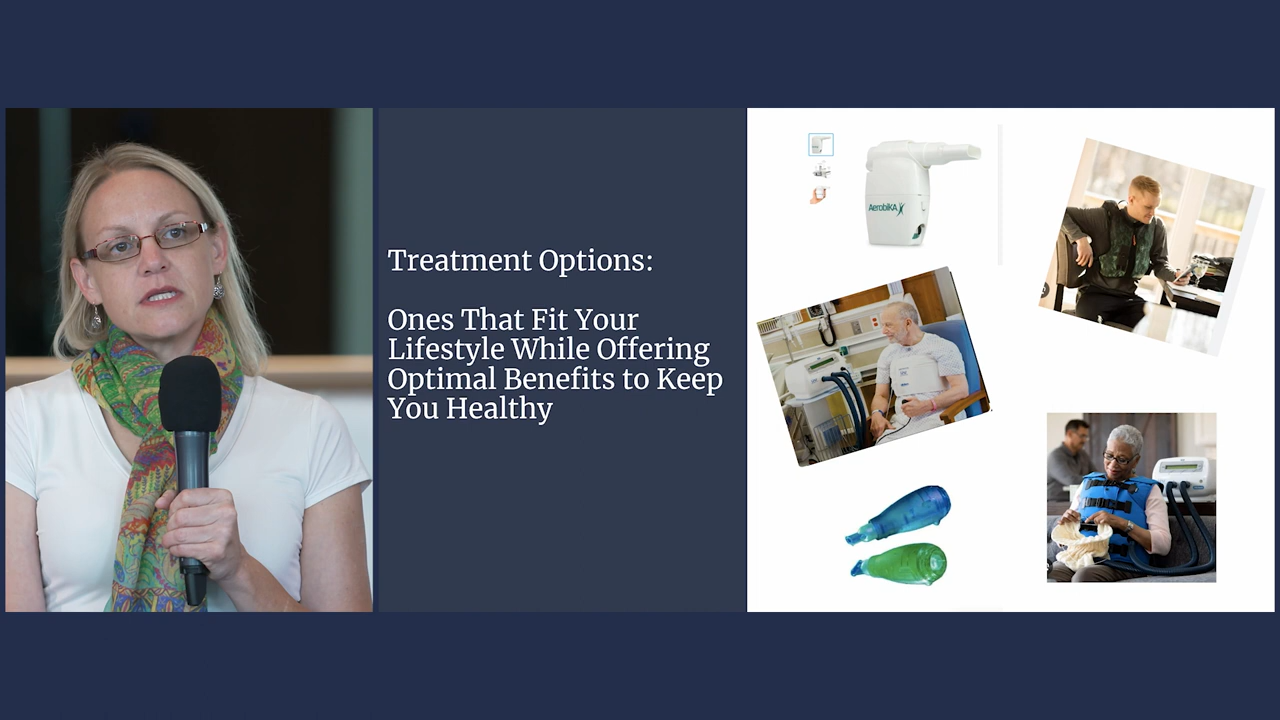 Treatment Options:
Ones That Fit Your
Lifestyle While Offering
Optimal Benefits to Keep
You Healthy
AerobiKA